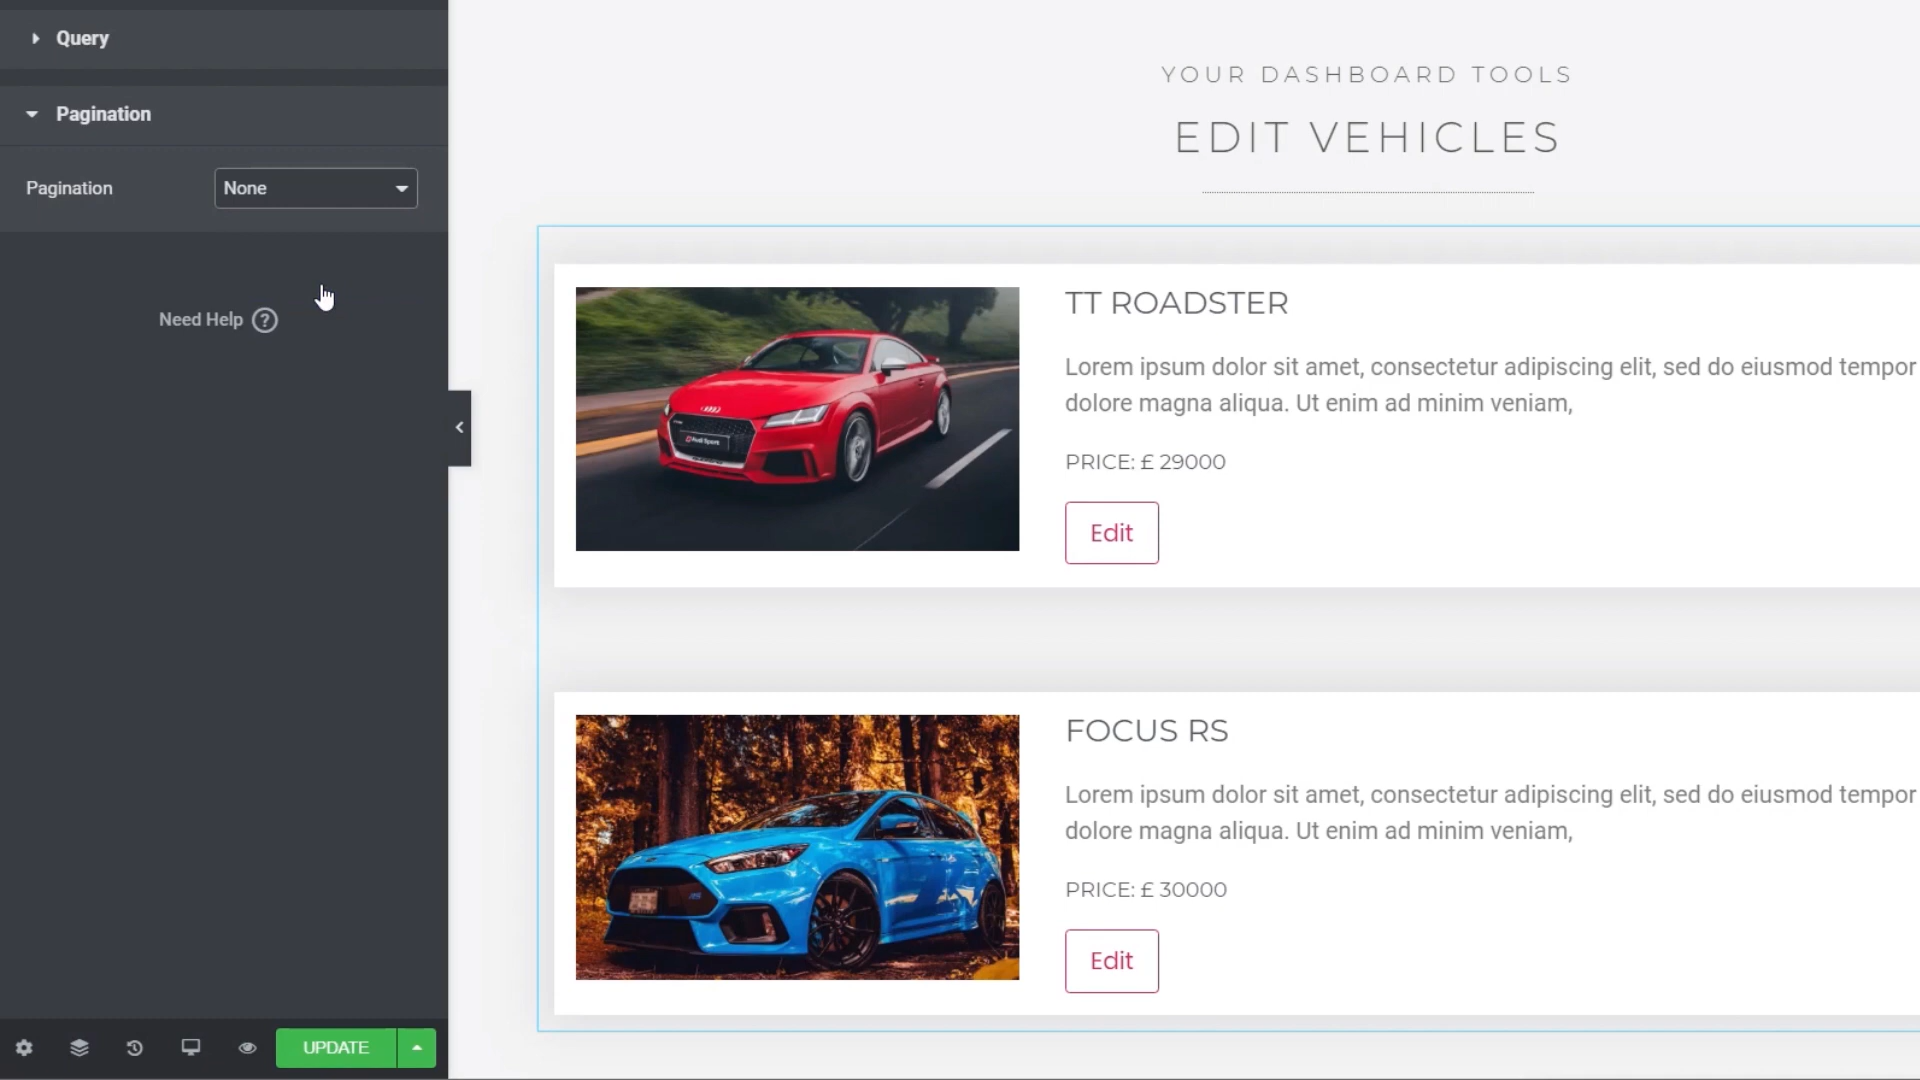 Query
Pagination
Pagination
None
Need Help ?
UPDATE
YOUR DASHBOARD TOOLS
EDIT VEHICLES
TT ROADSTER
Lorem ipsum dolor sit amet, consectetur adipiscing elit, sed do eiusmod tempor
dolore magna aliqua. Ut enim ad minim veniam,
PRICE: £ 29000
Edit
Audi Sport
FOCUS RS
Lorem ipsum dolor sit amet, consectetur adipiscing elit, sed do eiusmod tempor
dolore magna aliqua. Ut enim ad minim veniam,
PRICE: £ 30000
Edit
RS